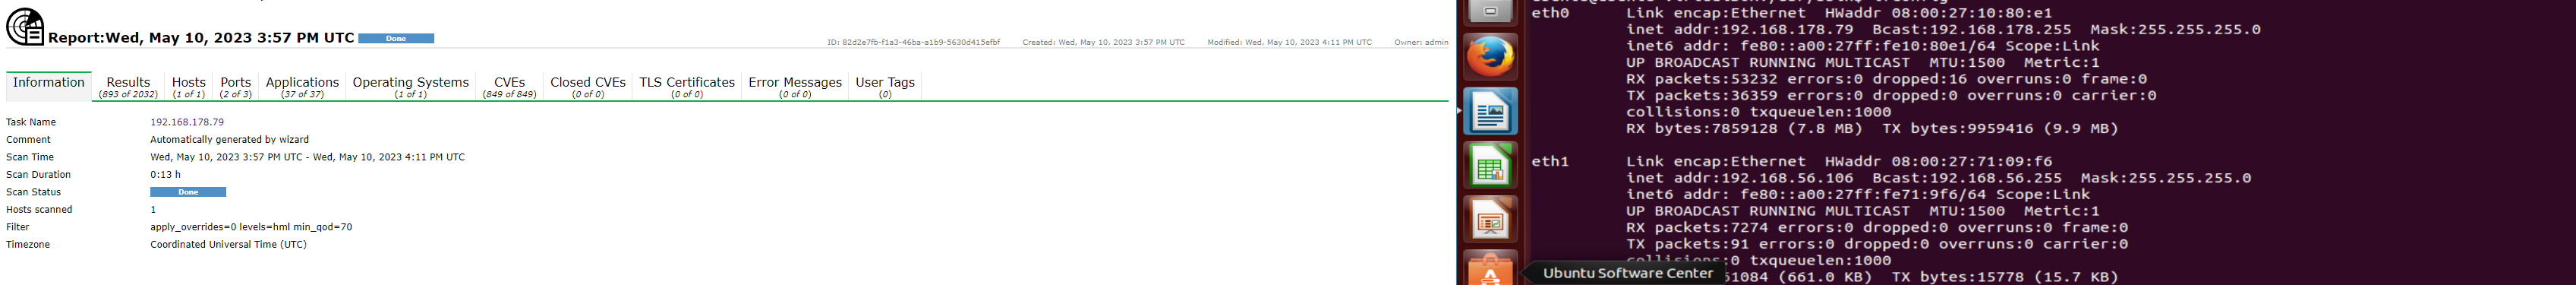 Report:Wed, May 10, 2023 3:57 PM UTC Done
ID: 82d2e7fb-f1a3-46ba-a1b9-5630d415efbf Created: Wed, May 10, 2023 3:57 PM UTC Modified: Wed, May 10, 2023 4:11 PM UTC Owner: admin
Information Results Hosts Ports Applications Operating Systems CVEs Closed CVEs TLS Certificates Error Messages User Tags
(893 of 2032) (1 of 1) (2 of 3) (37 of 37) (1 of 1) (849 of 849) (0 of 0) (0 of 0) (0 of 0) (0)
Task Name 192.168.178.79
Comment Automatically generated by wizard
Scan Time Wed, May 10, 2023 3:57 PM UTC - Wed, May 10, 2023 4:11 PM UTC
Scan Duration 0:13 h
Scan Status Done
Hosts scanned 1
Filter apply_overrides=0 levels=hml min_qod=70
Timezone Coordinated Universal Time (UTC)
eth0 Link encap:Ethernet HWaddr 08:00:27:10:80:e1
inet addr:192.168.178.79 Bcast:192.168.178.255 Mask:255.255.255.0
inet6 addr: fe80::a00:27ff:fe10:80e1/64 Scope:Link
UP BROADCAST RUNNING MULTICAST MTU:1500 Metric:1
RX packets:53232 errors:0 dropped:16 overruns:0 frame:0
TX packets:36359 errors:0 dropped:0 overruns:0 carrier:0
collisions:0 txqueuelen:1000
RX bytes:7859128 (7.8 MB) TX bytes:9959416 (9.9 MB)
eth1 Link encap:Ethernet HWaddr 08:00:27:71:09:f6
inet addr:192.168.56.106 Bcast:192.168.56.255 Mask:255.255.255.0
inet6 addr: fe80::a00:27ff:fe71:9f6/64 Scope:Link
UP BROADCAST RUNNING MULTICAST MTU:1500 Metric:1
RX packets:7274 errors:0 dropped:0 overruns:0 frame:0
TX packets:91 errors:0 dropped:0 overruns:0 carrier:0
collisions:0 txqueuelen:1000
Ubuntu Software Center
(661.0 KB) TX bytes:15778 (15.7 KB)